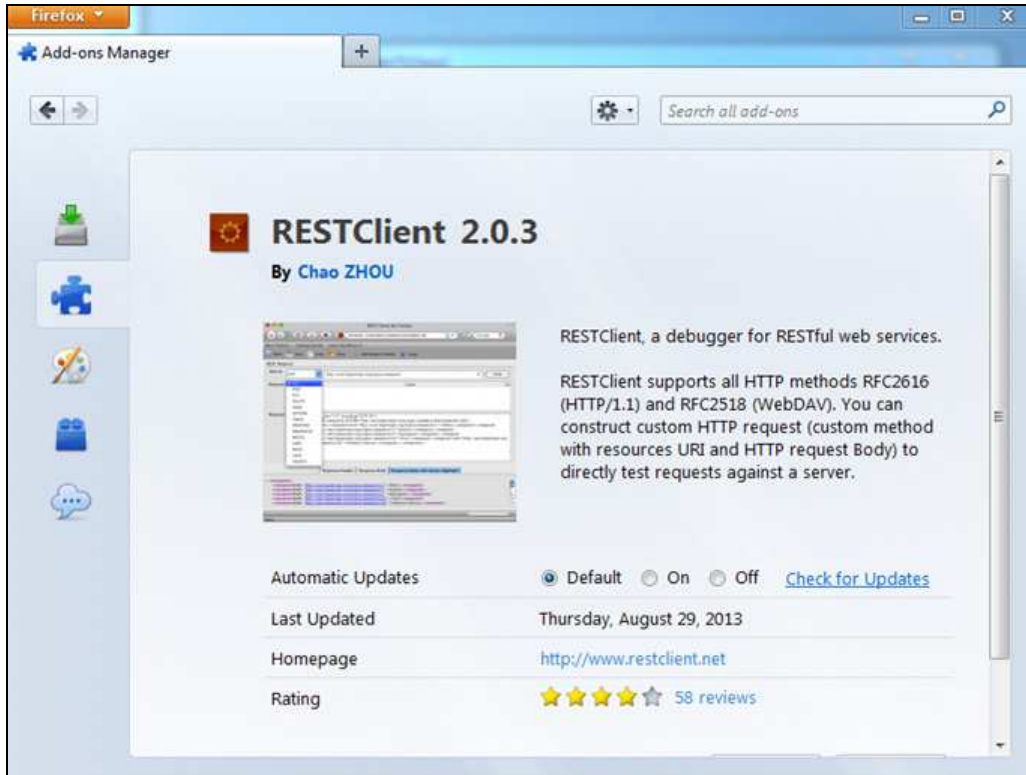 Firefox
Add-ons Manager
+
Search all add-ons
RESTClient 2.0.3
By Chao ZHOU
RESTClient, a debugger for RESTful web services.
RESTClient supports all HTTP methods RFC2616
(HTTP/1.1) and RFC2518 (WebDAV). You can
construct custom HTTP request (custom method
with resources URI and HTTP request Body) to
directly test requests against a server.
Automatic Updates Default On Off Check for Updates
Last Updated Thursday, August 29, 2013
Homepage http://www.restclient.net
Rating 58 reviews